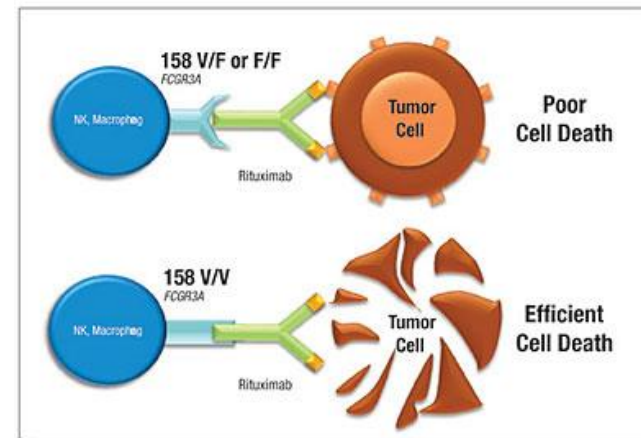 158 V/F or F/F
FCGR3A
NK, Macrophag
Rituximab
Tumor
Cell
Poor
Cell Death
158 V/V
FCGR3A
NK, Macrophag
Rituximab
Tumor
Cell
Efficient
Cell Death